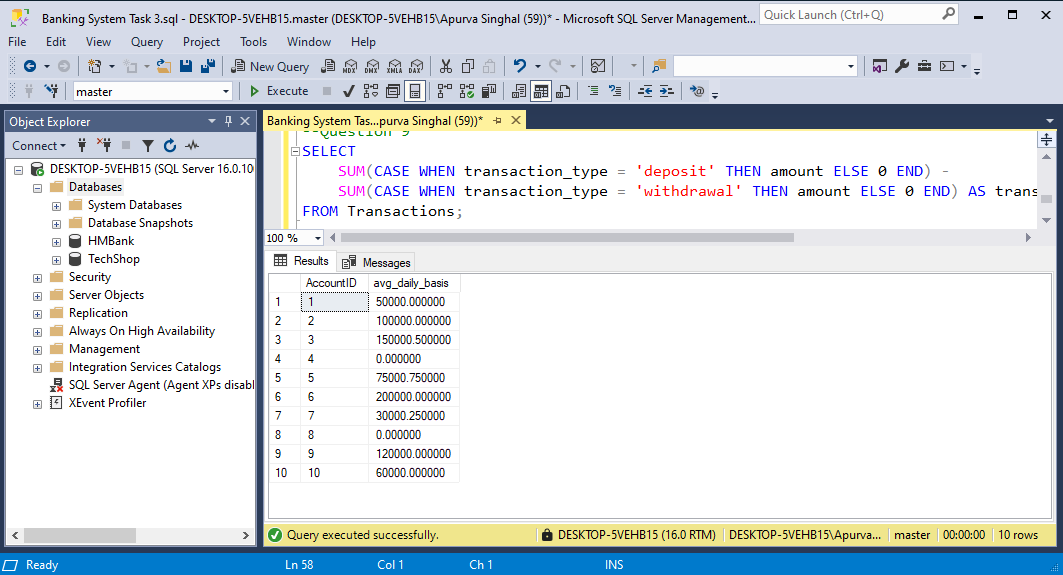 Banking System Task 3.sql - DESKTOP-5VEHB15.master (DESKTOP-5VEHB15\Apurva Singhal (59))* - Microsoft SQL Server Management...
Quick Launch (Ctrl+Q)
File Edit View Query Project Tools Window Help
New Query MDX DMX XMLA DAX
master Execute
Object Explorer
Banking System Tas...purva Singhal (59))*
Connect
DESKTOP-5VEHB15 (SQL Server 16.0.10
Databases
System Databases
Database Snapshots
HMBank
TechShop
Security
Server Objects
Replication
Always On High Availability
Management
Integration Services Catalogs
SQL Server Agent (Agent XPs disabl
XEvent Profiler
--Question 9
SELECT
SUM(CASE WHEN transaction_type = 'deposit' THEN amount ELSE 0 END) -
SUM(CASE WHEN transaction_type = 'withdrawal' THEN amount ELSE 0 END) AS trans
FROM Transactions;
100 %
Results Messages
AccountID avg_daily_basis
1 1 50000.000000
2 2 100000.000000
3 3 150000.500000
4 4 0.000000
5 5 75000.750000
6 6 200000.000000
7 7 30000.250000
8 8 0.000000
9 9 120000.000000
10 10 60000.000000
Query executed successfully. DESKTOP-5VEHB15 (16.0 RTM) DESKTOP-5VEHB15\Apurva... master 00:00:00 10 rows
Ready Ln 58 Col 1 Ch 1 INS